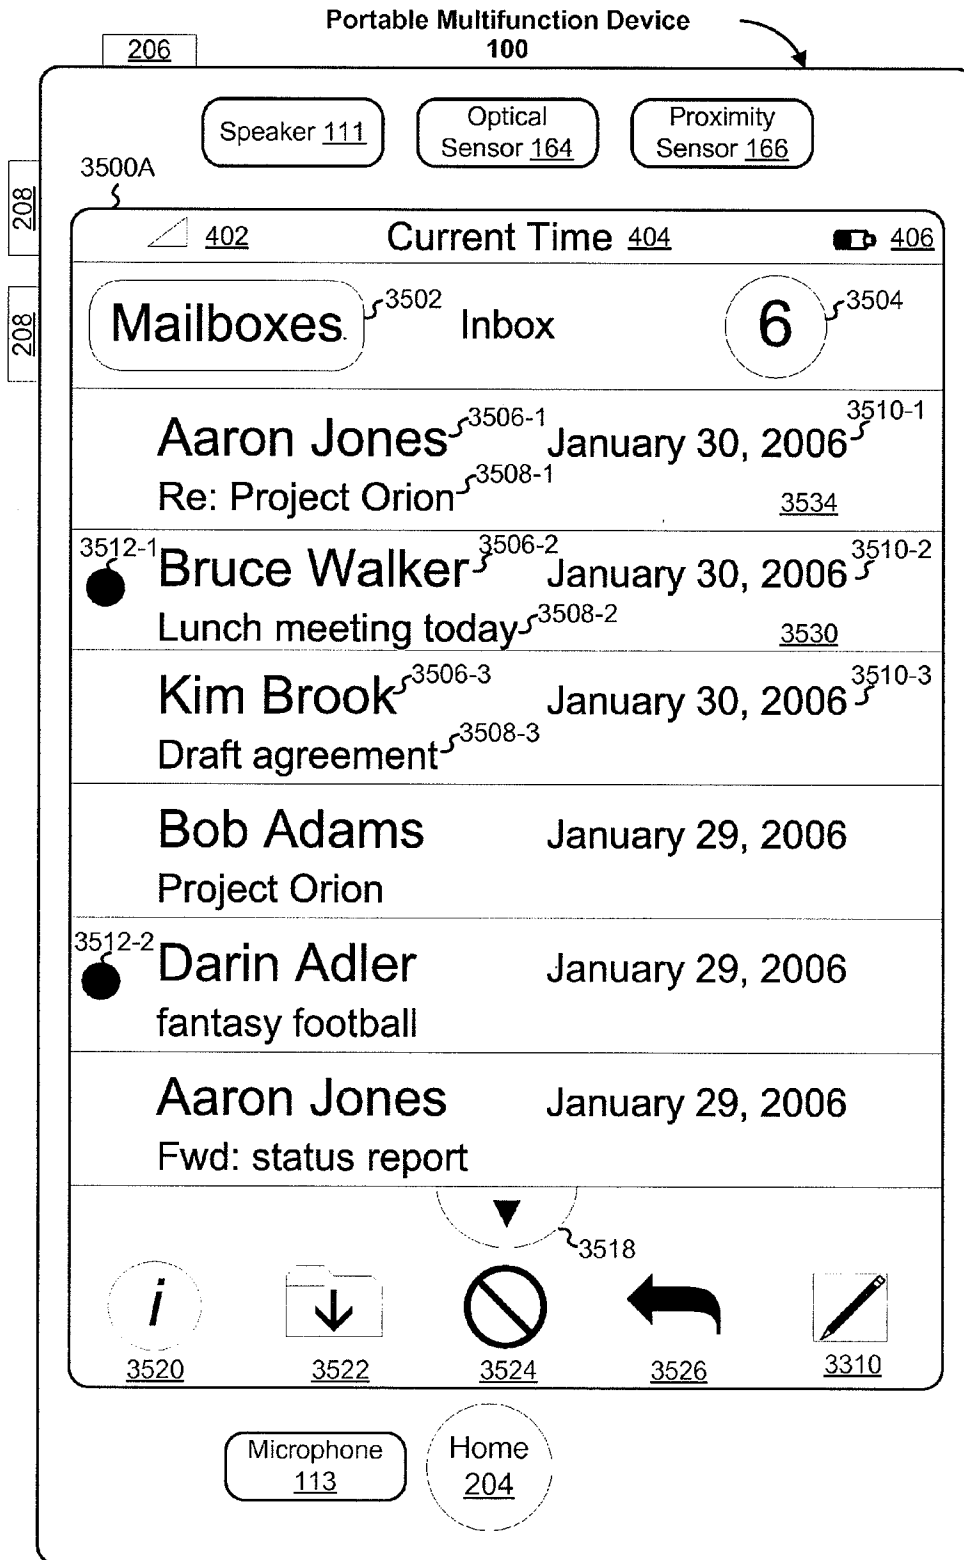 Portable Multifunction Device
100
206
Speaker 111
Optical
Sensor 164
Proximity
Sensor 166
3500A
208
208
402
Current Time 404
406
Mailboxes
3502
Inbox
6
3504
Aaron Jones 3506-1 January 30, 2006 3510-1
Re: Project Orion 3508-1 3534
3512-1 Bruce Walker 3506-2 January 30, 2006 3510-2
Lunch meeting today 3508-2 3530
Kim Brook 3506-3 January 30, 2006 3510-3
Draft agreement 3508-3
Bob Adams January 29, 2006
Project Orion
3512-2 Darin Adler January 29, 2006
fantasy football
Aaron Jones January 29, 2006
Fwd: status report
3518
i
3520 3522 3524 3526 3310
Microphone
113
Home
204